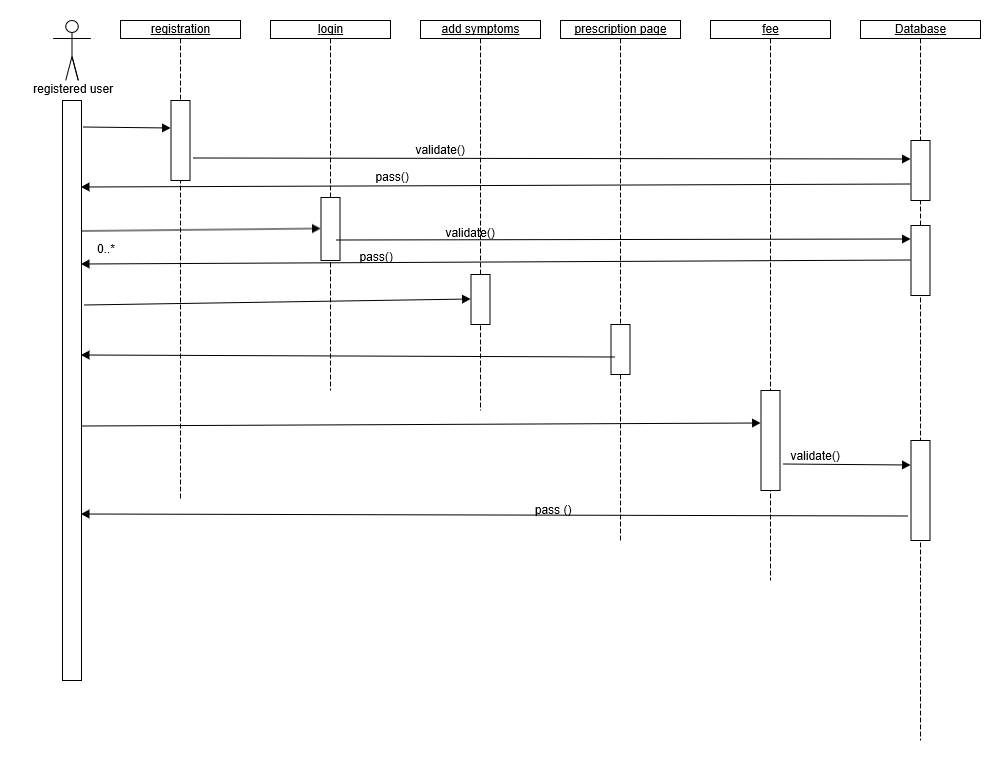 registration
login
add symptoms
prescription page
fee
Database
registered user
validate()
pass()
validate()
0..*
pass()
validate()
pass ()